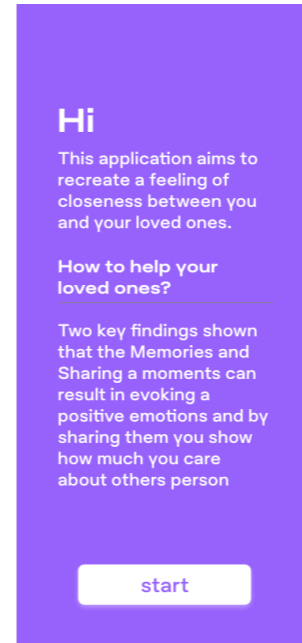 Hi
This application aims to
recreate a feeling of
closeness between you
and your loved ones.
How to help your
loved ones?
Two key findings shown
that the Memories and
Sharing a moments can
result in evoking a
positive emotions and by
sharing them you show
how much you care
about others person
start